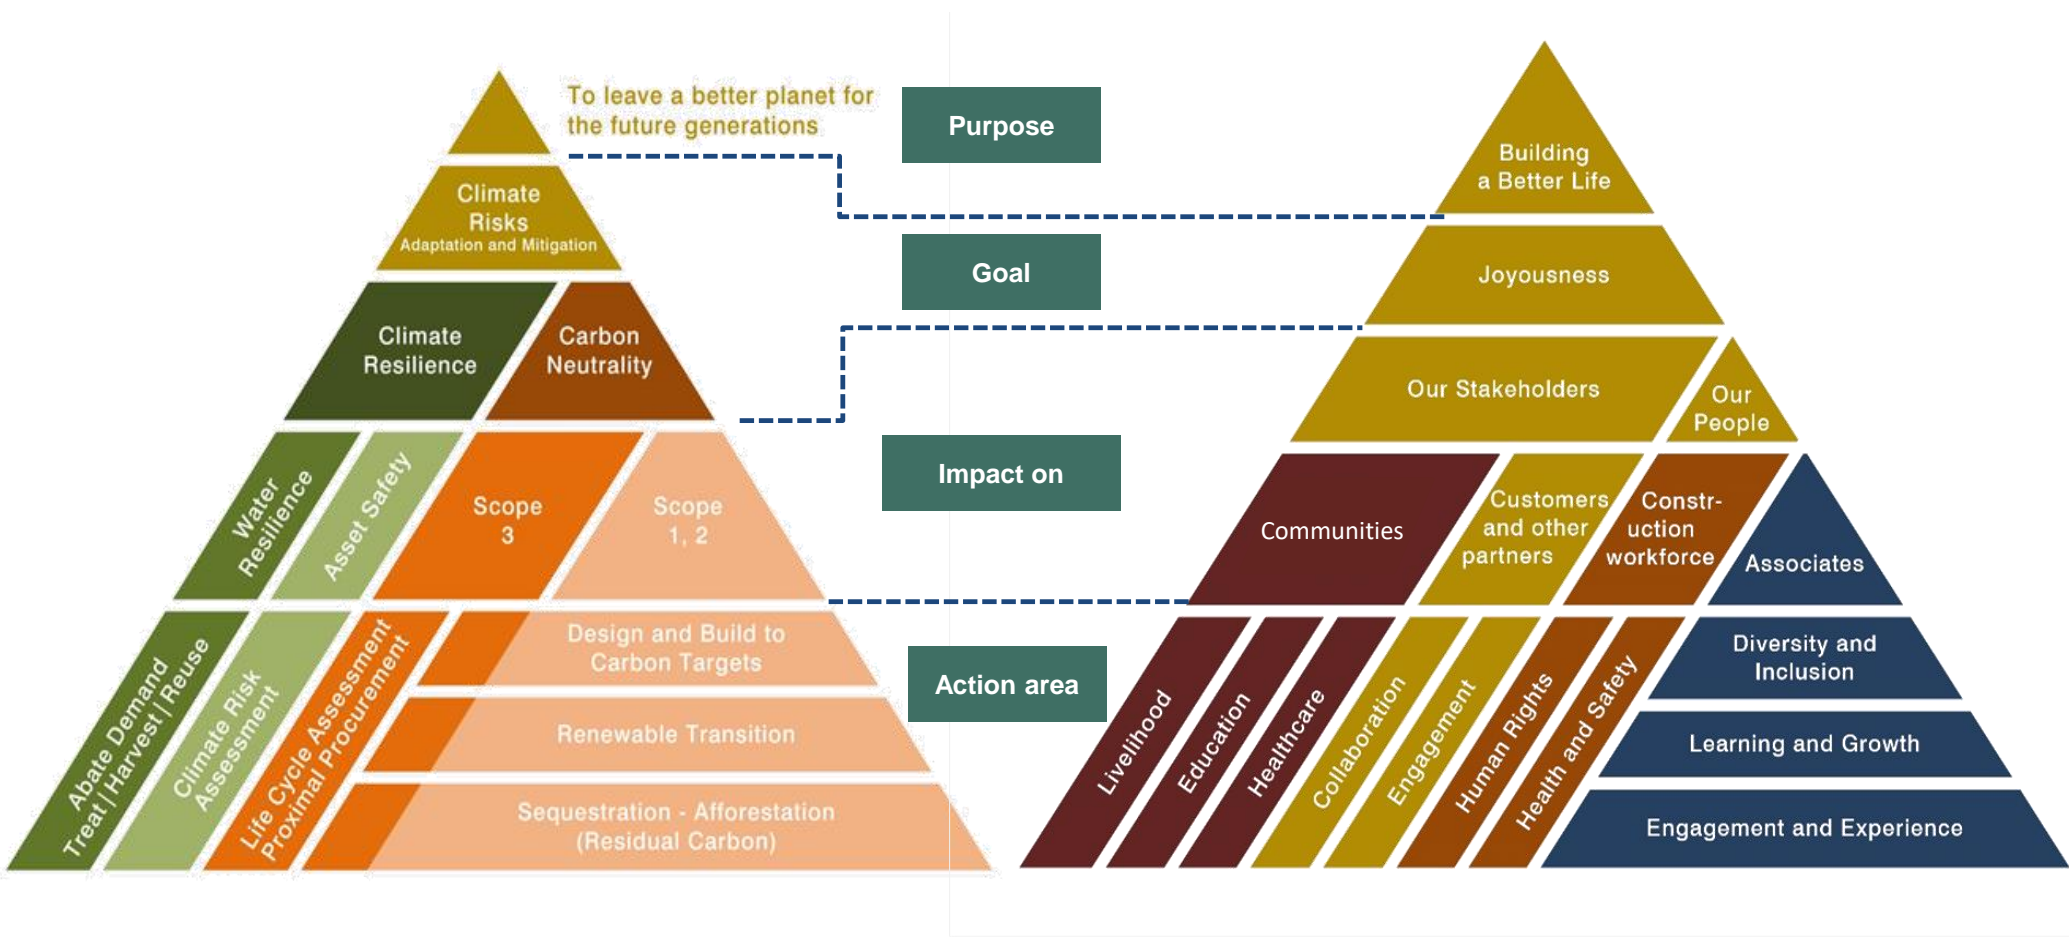 To leave a better planet for
the future generations
Climate
Risks
Adaptation and Mitigation
Climate
Resilience
Carbon
Neutrality
Water
Resilience
Asset Safety
Scope
3
Scope
1, 2
Abate Demand
Treat | Harvest | Reuse
Climate Risk
Assessment
Life Cycle Assessment
Proximal Procurement
Design and Build to
Carbon Targets
Renewable Transition
Sequestration - Afforestation
(Residual Carbon)
Purpose
Goal
Impact on
Action area
Building
a Better Life
Joyousness
Our Stakeholders
Our
People
Communities
Customers
and other
partners
Constr-
uction
workforce
Associates
Livelihood
Education
Healthcare
Collaboration
Engagement
Human Rights
Health and Safety
Diversity and
Inclusion
Learning and Growth
Engagement and Experience